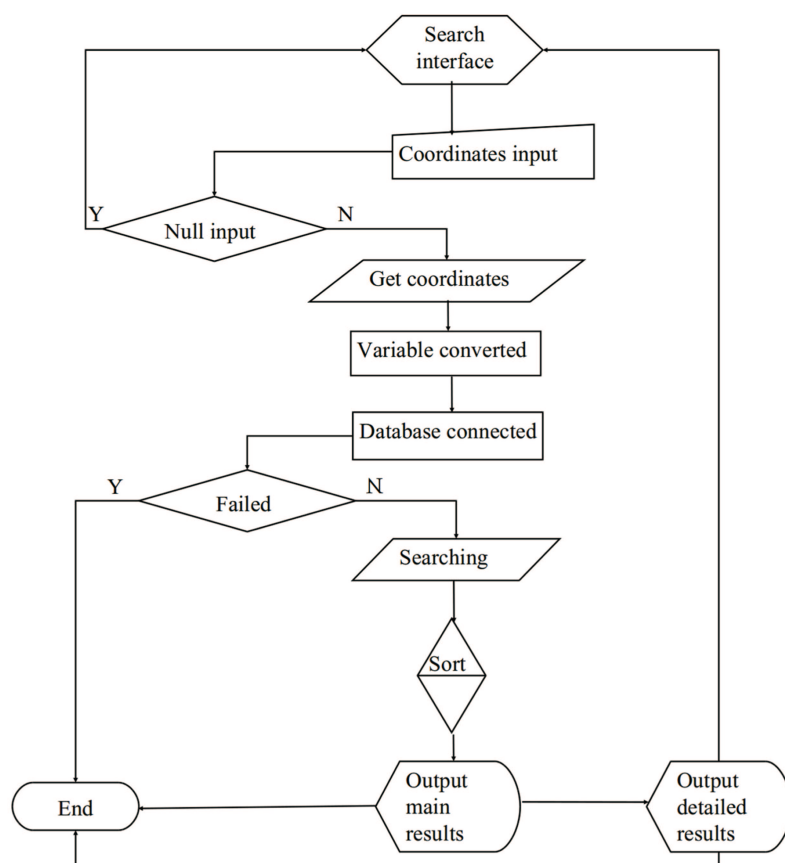 Search
interface
Coordinates input
Y
N
Null input
Get coordinates
Variable converted
Database connected
Y
N
Failed
Searching
Sort
End
Output
main
results
Output
detailed
results